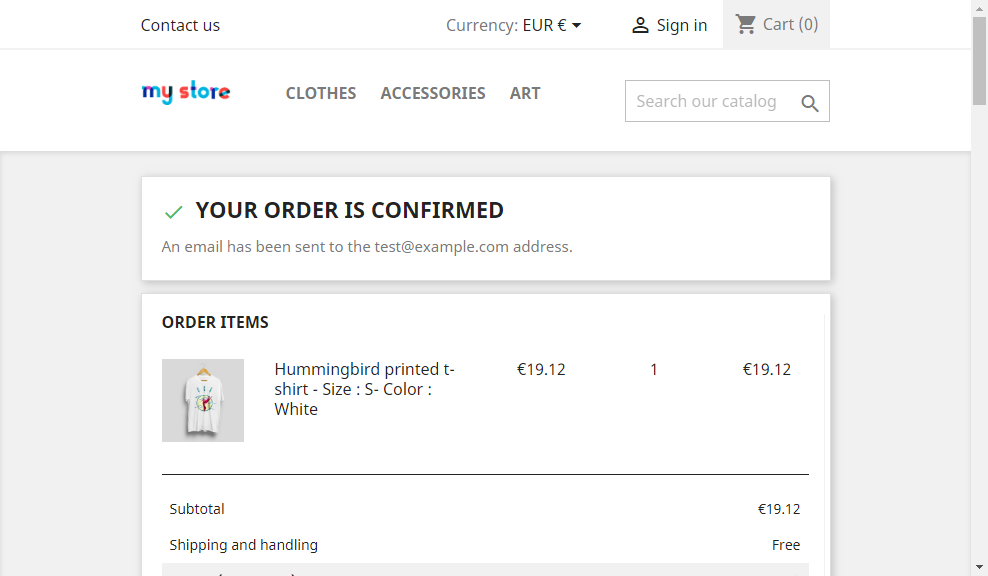 Contact us
Currency: EUR €
Sign in
Cart (0)
my store
CLOTHES
ACCESSORIES
ART
Search our catalog
YOUR ORDER IS CONFIRMED
An email has been sent to the test@example.com address.
ORDER ITEMS
Hummingbird printed t-
shirt - Size : S- Color :
White
€19.12
1
€19.12
Subtotal
€19.12
Shipping and handling
Free